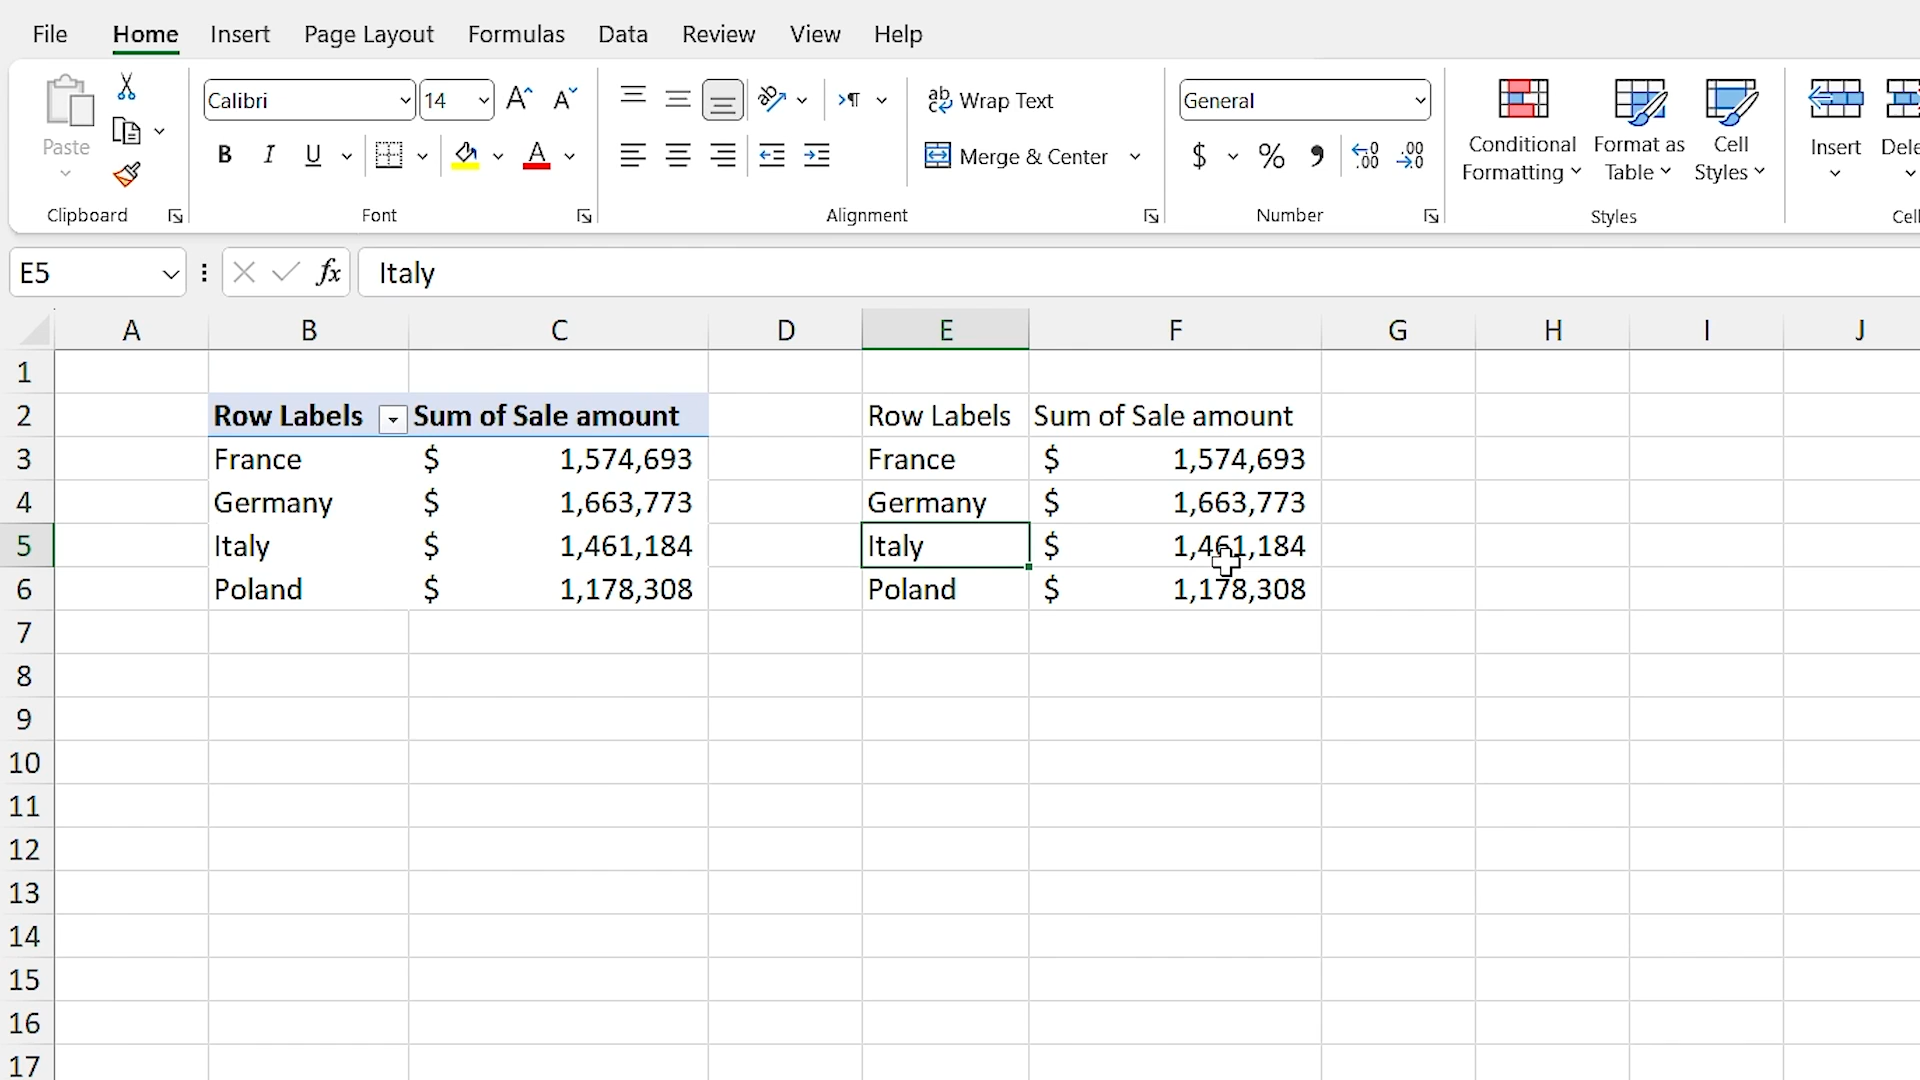 File Home Insert Page Layout Formulas Data Review View Help
Calibri 14 Wrap Text General
Paste B I U A Merge & Center $ % Conditional Formatting Format as Table Cell Styles Insert Dele
Clipboard Font Alignment Number Styles Cell
E5 fx Italy
A B C D E F G H I J
1
2 Row Labels Sum of Sale amount Row Labels Sum of Sale amount
3 France $ 1,574,693 France $ 1,574,693
4 Germany $ 1,663,773 Germany $ 1,663,773
5 Italy $ 1,461,184 Italy $ 1,461,184
6 Poland $ 1,178,308 Poland $ 1,178,308
7
8
9
10
11
12
13
14
15
16
17